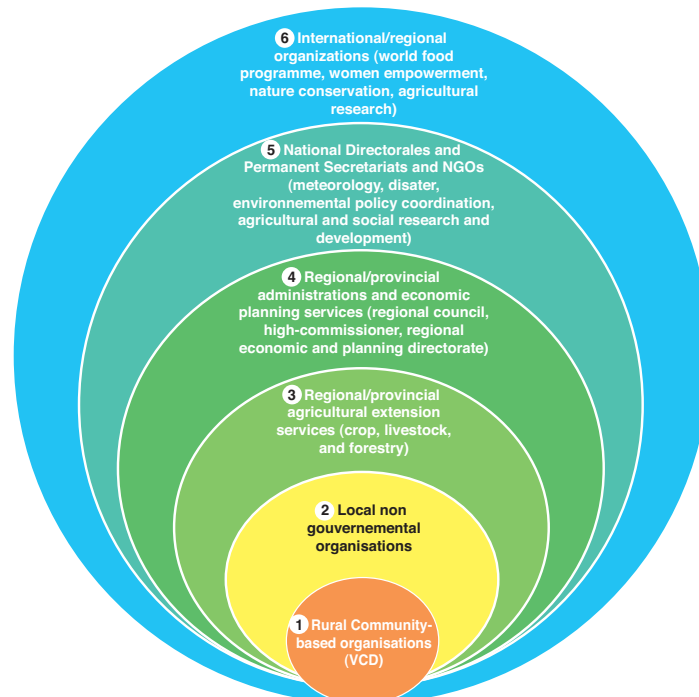 6 International/regional
organizations (world food
programme, women empowerment,
nature conservation, agricultural
research)
5 National Directorales and
Permanent Secretariats and NGOs
(meteorology, disater,
environnemental policy coordination,
agricultural and social research and
development)
4 Regional/provincial
administrations and economic
planning services (regional council,
high-commissioner, regional
economic and planning directorate)
3 Regional/provincial
agricultural extension
services (crop, livestock,
and forestry)
2 Local non
gouvernemental
organisations
1 Rural Community-
based organisations
(VCD)